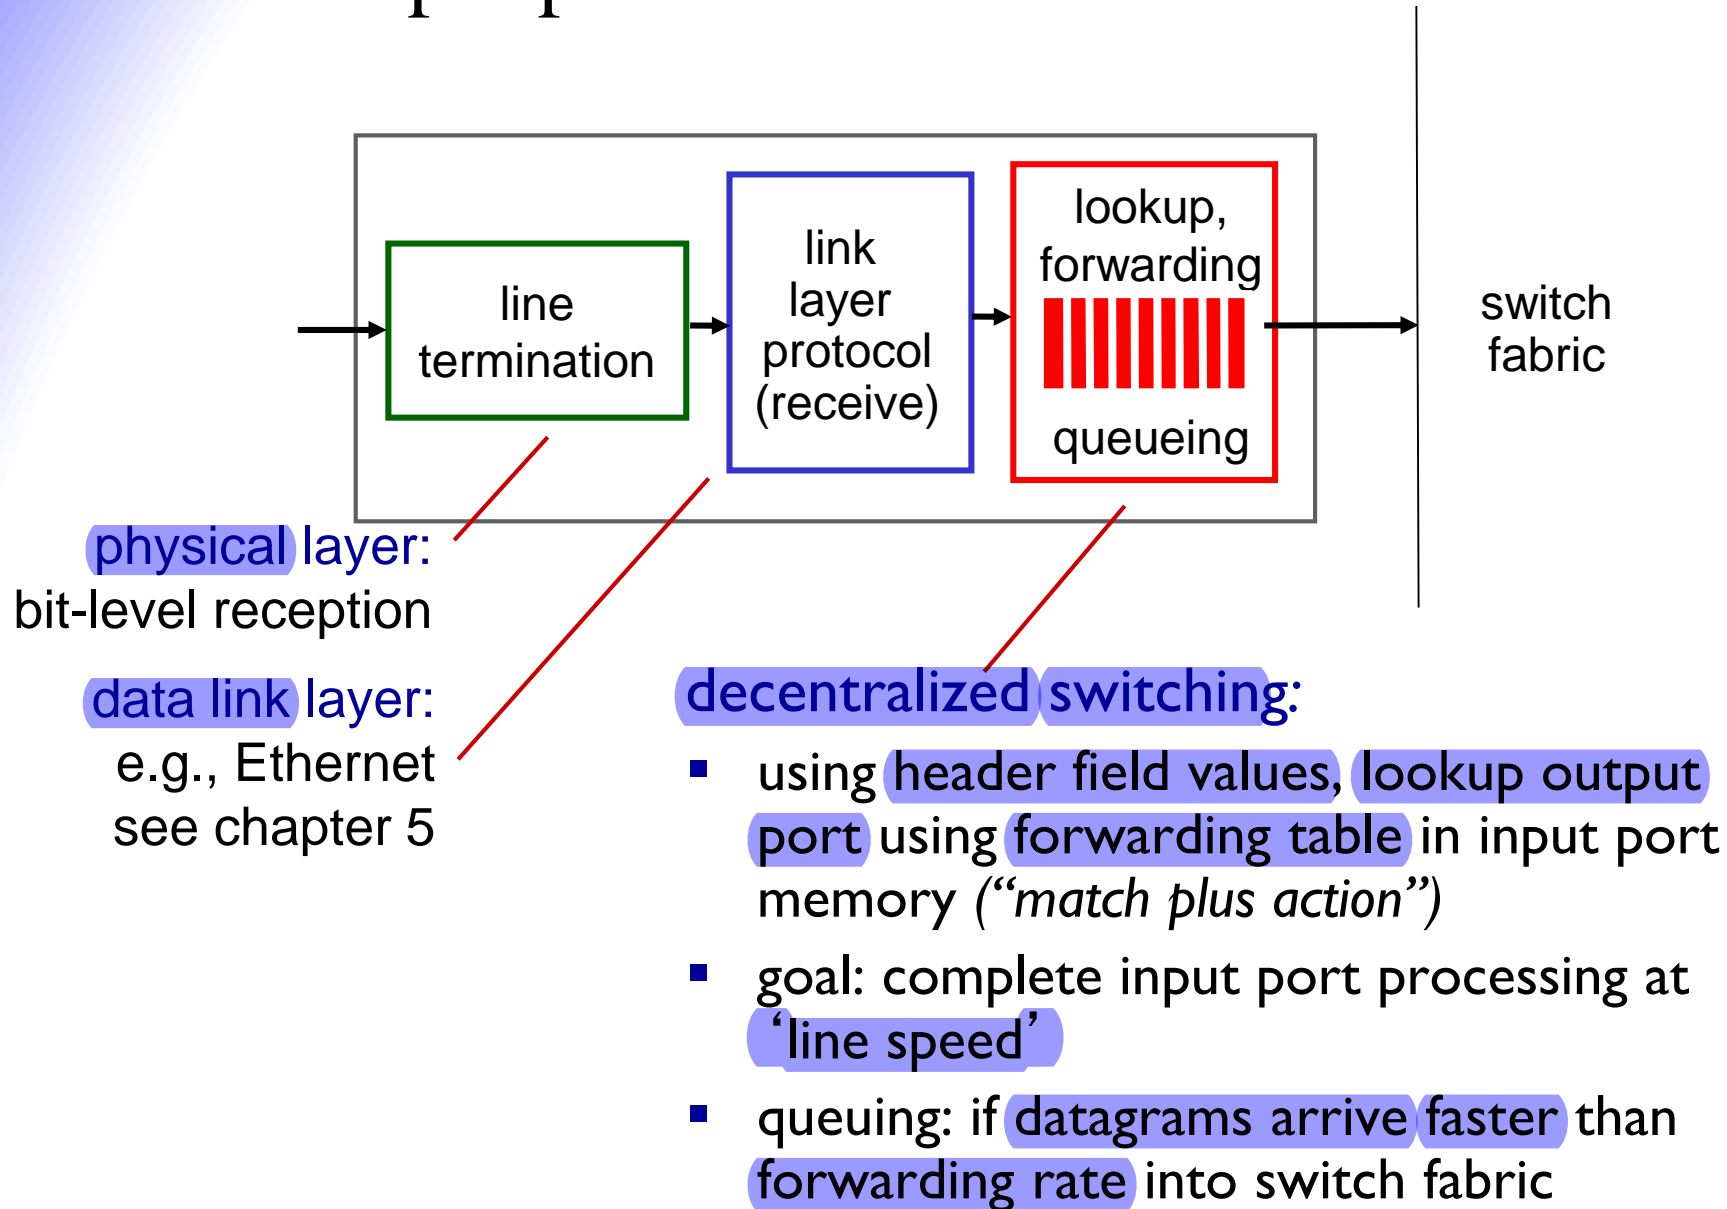 line
termination
link
layer
protocol
(receive)
lookup,
forwarding
queueing
switch
fabric
physical layer:
bit-level reception
data link layer:
e.g., Ethernet
see chapter 5
decentralized switching:
▪ using header field values, lookup output
port using forwarding table in input port
memory (“match plus action”)
▪ goal: complete input port processing at
‘line speed’
▪ queuing: if datagrams arrive faster than
forwarding rate into switch fabric